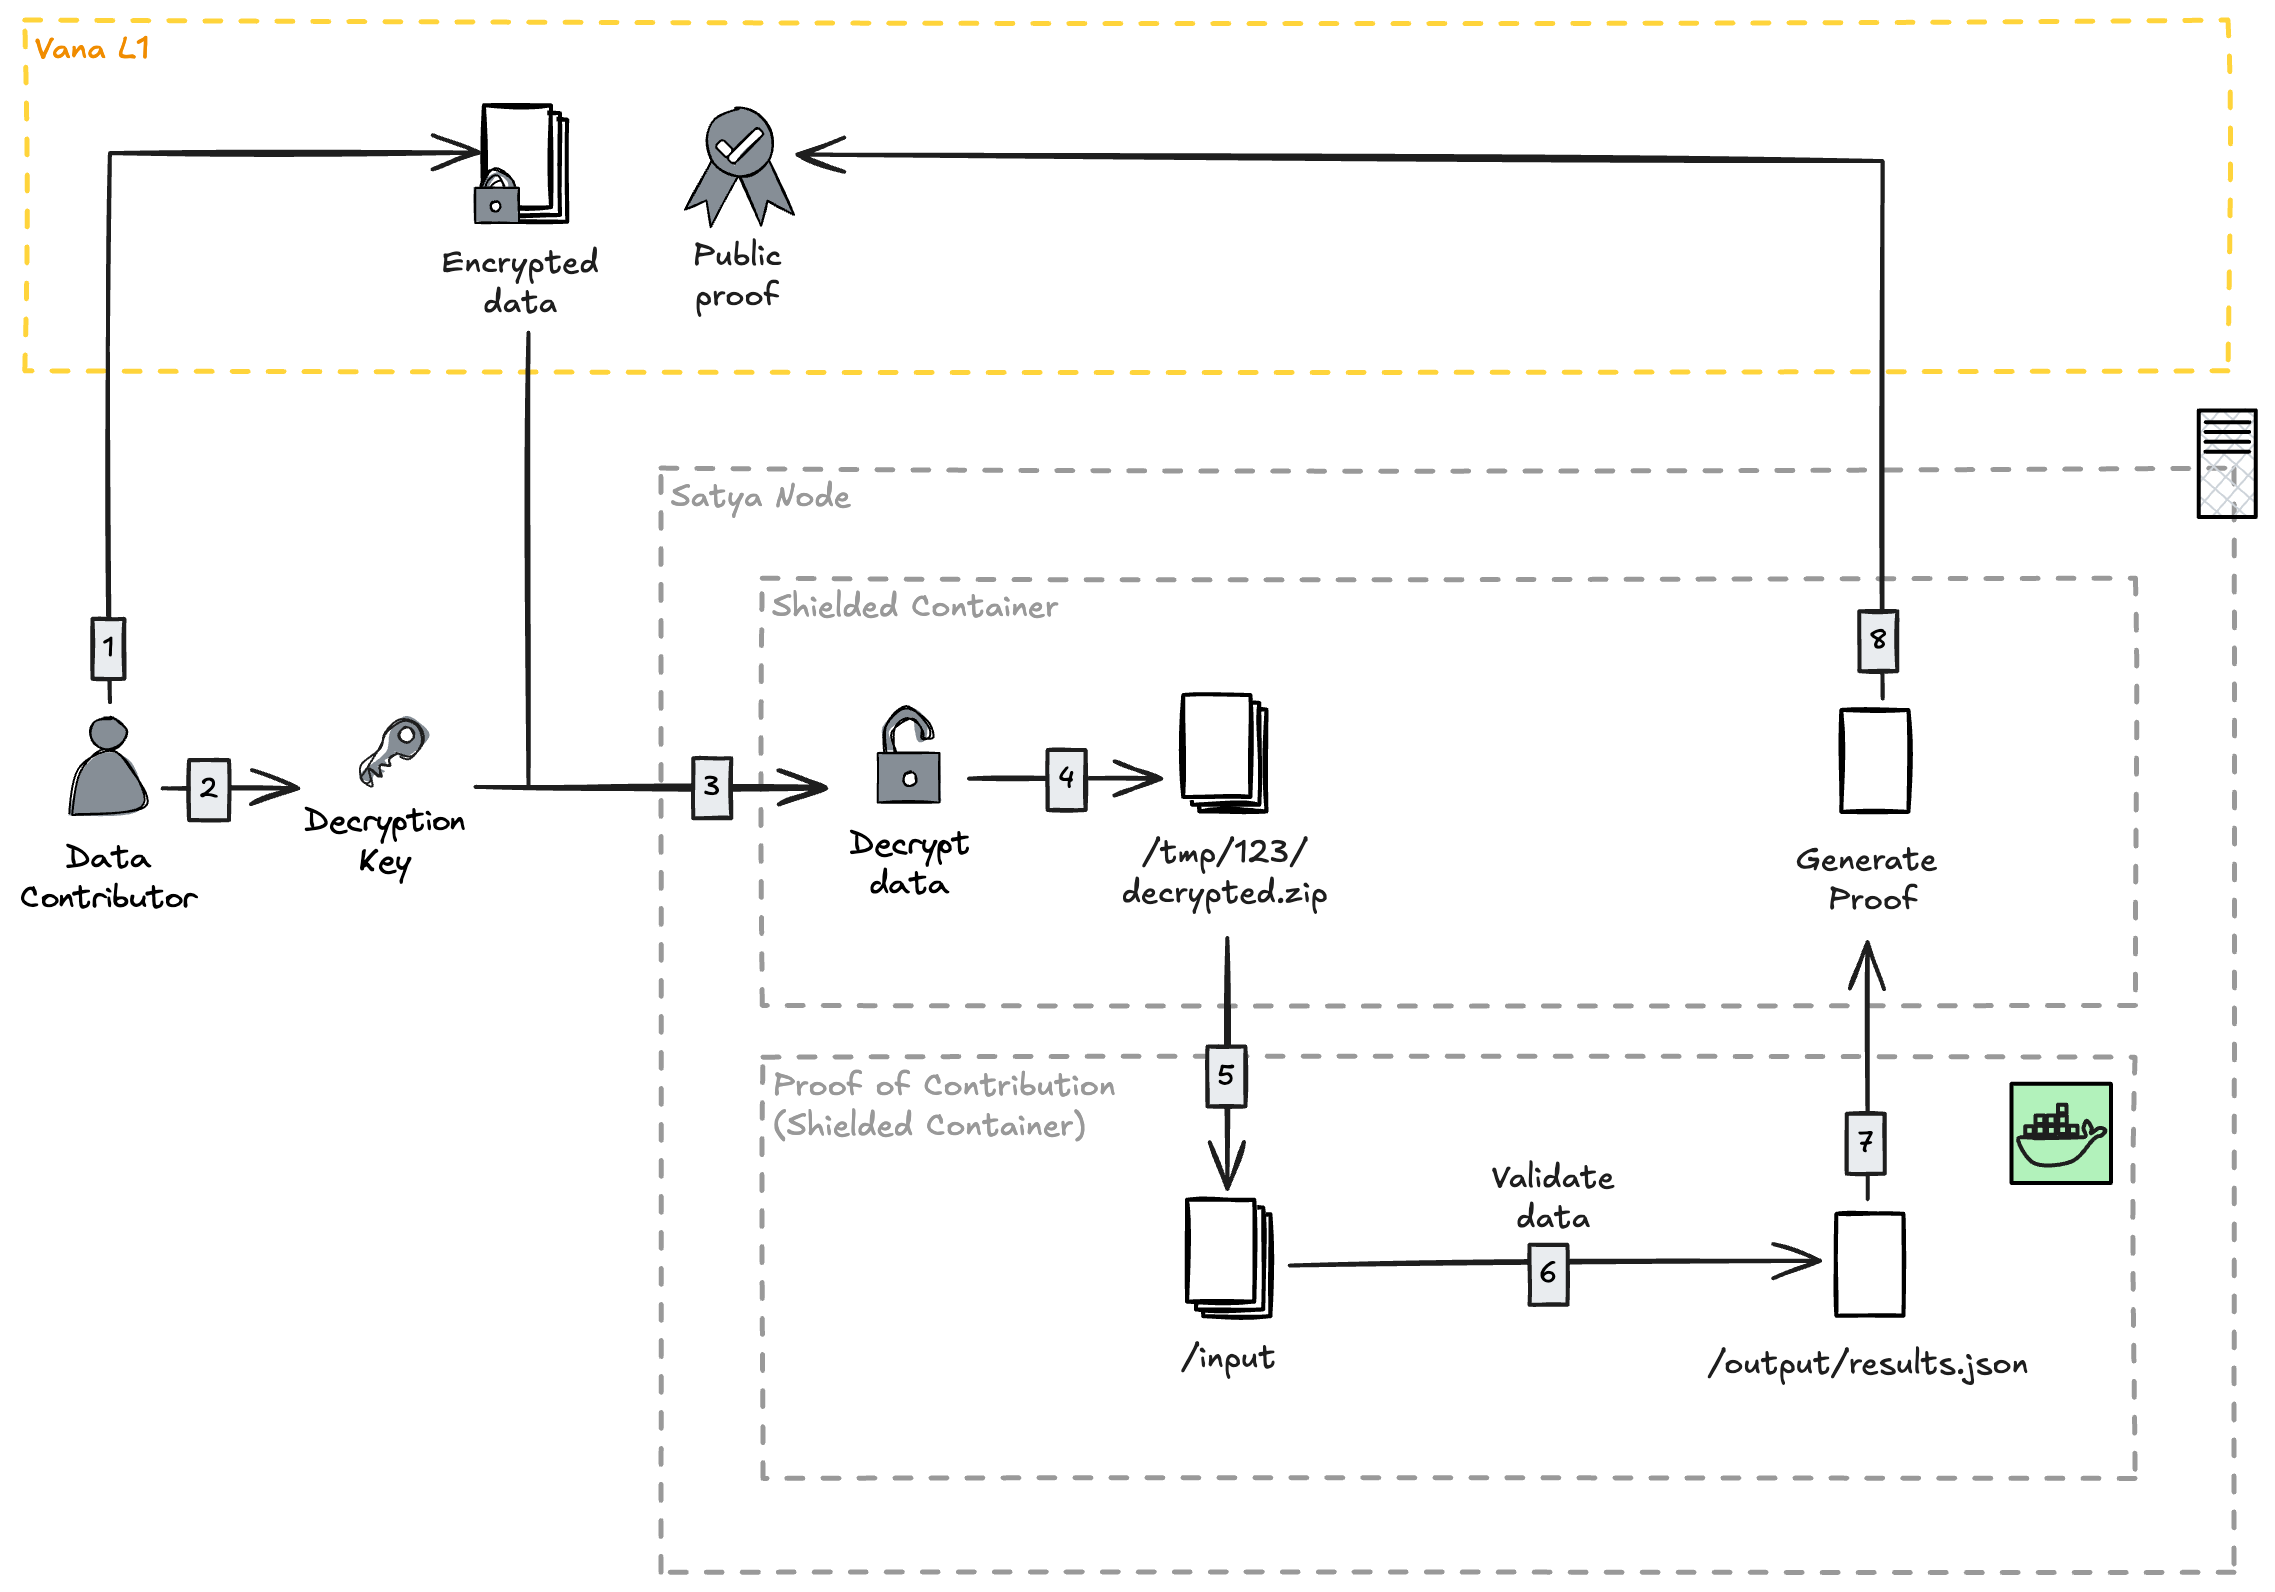 Vana L1
Encrypted
data
Public
proof
Satya Node
Shielded Container
1
8
2
3
4
Data
Contributor
Decryption
Key
Decrypt
data
/tmp/123/
decrypted.zip
Generate
Proof
Proof of Contribution
(Shielded Container)
5
7
Validate
data
6
/input
/output/results.json